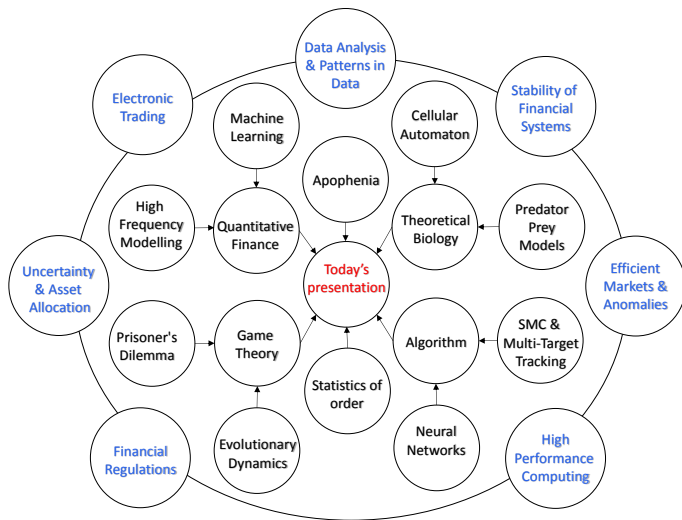 Data Analysis
& Patterns in
Data
Electronic
Trading
Stability of
Financial
Systems
Machine
Learning
Cellular
Automaton
Apophenia
High
Frequency
Modelling
Quantitative
Finance
Theoretical
Biology
Predator
Prey
Models
Uncertainty
& Asset
Allocation
Today's
presentation
Efficient
Markets &
Anomalies
Prisoner's
Dilemma
Game
Theory
Algorithm
SMC &
Multi-Target
Tracking
Statistics of
order
Financial
Regulations
Evolutionary
Dynamics
Neural
Networks
High
Performance
Computing